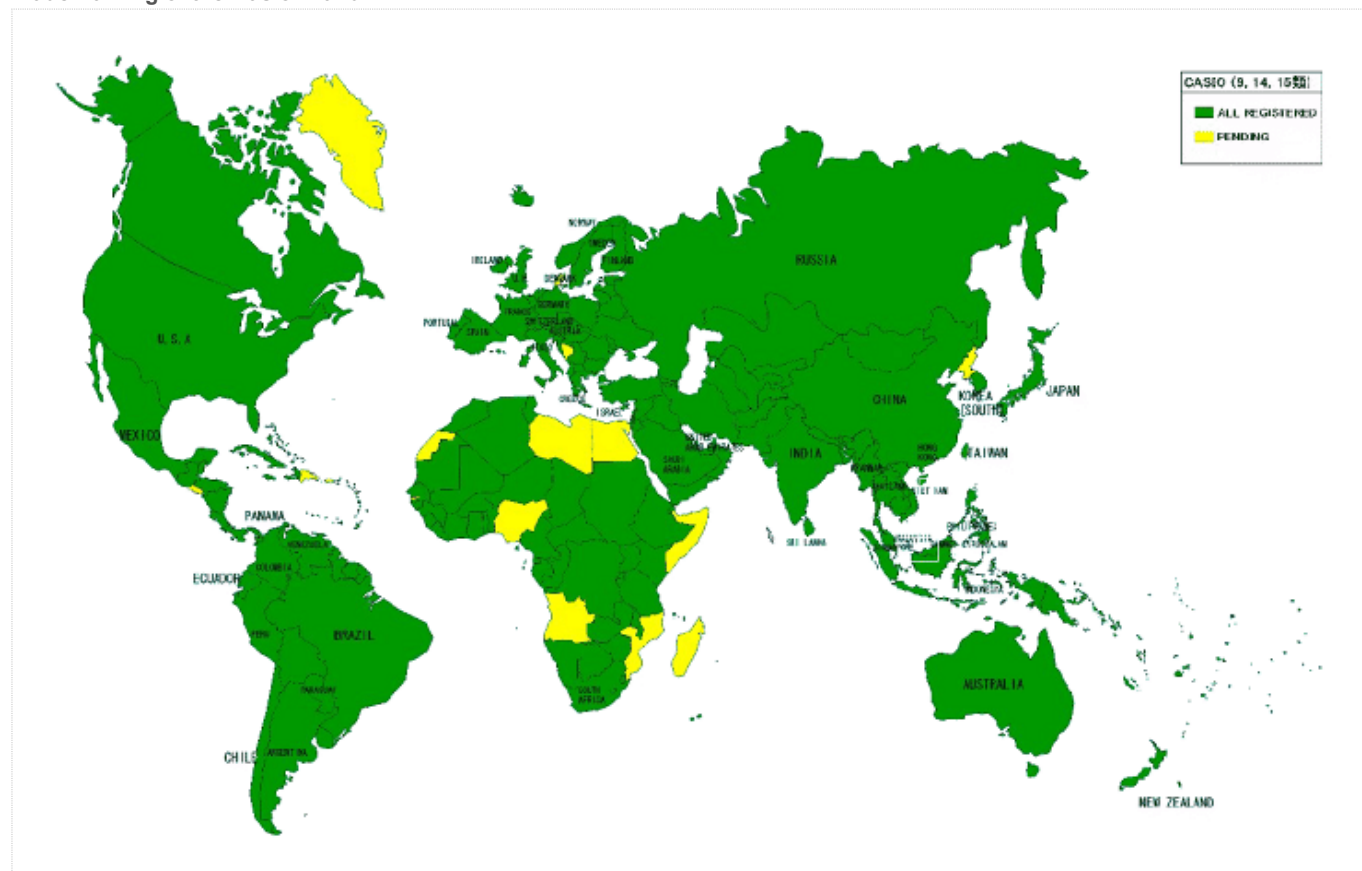 CASIO (9, 14, 15類)
ALL REGISTERED
PENDING
NORWAY
SWEDEN
FINLAND
IRELAND
U.K
DENMARK
RUSSIA
GERMANY
FRANCE
SWITZERLAND
AUSTRIA
PORTUGAL
SPAIN
U.S.A
GREECE
ISRAEL
CHINA
KOREA
[SOUTH]
JAPAN
MEXICO
SAUDI
ARABIA
INDIA
HONG
KONG
TAIWAN
PANAMA
SRI LANKA
VENEZUELA
COLOMBIA
ECUADOR
INDONESIA
PERU
BRAZIL
PARAGUAY
SOUTH
AFRICA
AUSTRALIA
CHILE
ARGENTINA
NEW ZEALAND